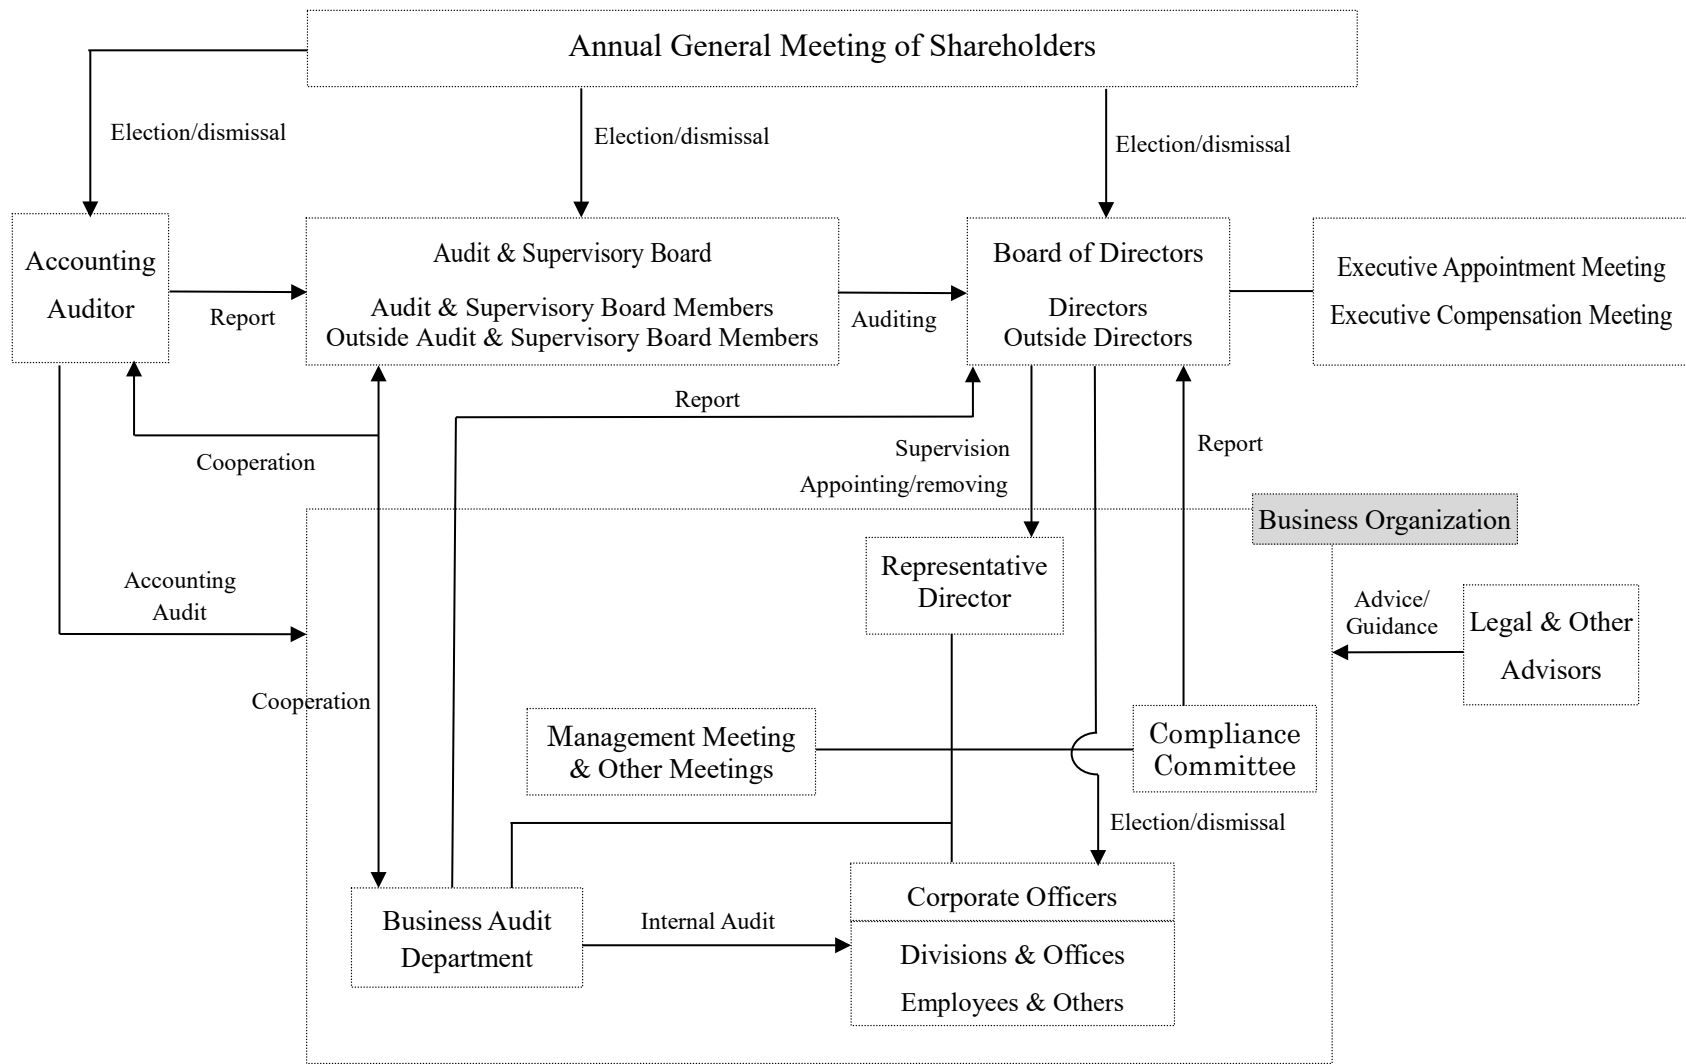 Annual General Meeting of Shareholders
Election/dismissal
Election/dismissal
Election/dismissal
Accounting
Auditor
Report
Audit & Supervisory Board
Audit & Supervisory Board Members
Outside Audit & Supervisory Board Members
Auditing
Board of Directors
Directors
Outside Directors
Executive Appointment Meeting
Executive Compensation Meeting
Report
Cooperation
Supervision
Appointing/removing
Report
Business Organization
Representative
Director
Accounting
Audit
Advice/
Guidance
Legal & Other
Advisors
Cooperation
Management Meeting
& Other Meetings
Compliance
Committee
Election/dismissal
Business Audit
Department
Internal Audit
Corporate Officers
Divisions & Offices
Employees & Others